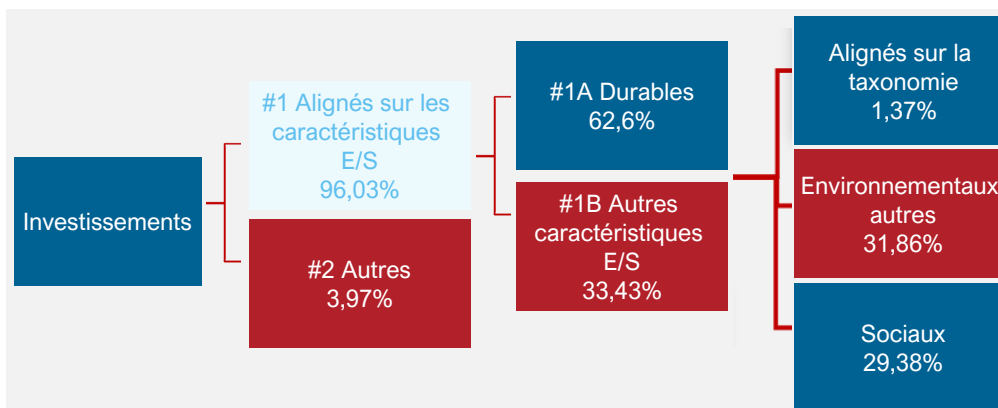 Investissements
#1 Alignés sur les
caractéristiques
E/S
96,03%
#2 Autres
3,97%
#1A Durables
62,6%
#1B Autres
caractéristiques
E/S
33,43%
Alignés sur la
taxonomie
1,37%
Environnementaux
autres
31,86%
Sociaux
29,38%